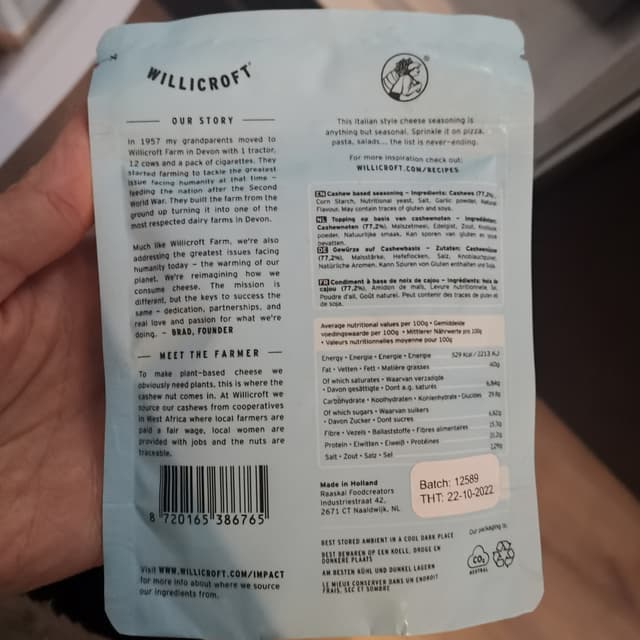 WILLICROFT
OUR STORY
In 1957 my grandparents moved to
Willicroft Farm in Devon with 1 tractor,
12 cows and a pack of cigarettes. They
started farming to tackle the greatest
issue facing humanity at that time -
feeding the nation after the Second
World War. They built the farm from the
ground up turning it into one of the
most respected dairy farms in Devon.
Much like Willicroft Farm, we're also
addressing the greatest issues facing
humanity today - the warming of our
planet. We're reimagining how we
consume cheese. The mission is
different, but the keys to success the
same - dedication, partnerships, and
real love and passion for what we're
doing. - BRAD, FOUNDER
MEET THE FARMER
To make plant-based cheese we
obviously need plants, this is where the
cashew nut comes in. At Willicroft we
source our cashews from cooperatives
in West Africa where local farmers are
paid a fair wage, local women are
provided with jobs and the nuts are
traceable.
8 720165 386765
Visit WWW.WILLICROFT.COM/IMPACT
for more info about where we source
our ingredients from.
This Italian style cheese seasoning is
anything but seasonal. Sprinkle it on pizza,
pasta, salads... the list is never-ending.
For more inspiration check out:
WILLICROFT.COM/RECIPES
EN Cashew based seasoning - Ingredients: Cashews (77,2%),
Corn Starch, Nutritional yeast, Salt, Garlic powder, Natural
Flavour. May contain traces of gluten and soya.
NL Topping op basis van cashewnoten - Ingrediënten:
Cashewnoten (77,2%), Maïszetmeel, Edelgist, Zout, Knoflook
poeder, Natuurlijke smaak, Kan sporen van gluten en soja
bevatten.
DE Gewürze auf Cashewbasis - Zutaten: Cashewnüsse
(77,2%), Maisstärke, Hefeflocken, Salz, Knoblauchpulver,
Natürliche Aromen. Kann Spuren von Gluten enthalten und Soja.
FR Condiment à base de noix de cajou - Ingrédients: Noix de
cajou (77,2%), Amidon de maïs, Levure nutritionnelle, Sel,
Poudre d'ail, Goût naturel. Peut contenir des traces de gluten et
de soja.
Average nutritional values per 100g • Gemiddelde
voedingswaarde per 100g • Mittlerer Nährwerte pro 100g
• Valeurs nutritionnelles moyenne pour 100g
Energy • Energie • Energie • Energie 529 kcal / 2213 KJ
Fat • Vetten • Fett • Matière grasses 40g
Of which saturates • Waarvan verzadigde
• Davon gesättigte • Dont a.g. satures 6,84g
Carbohydrate • Koolhydraten • Kohlenhydrate • Glucides 29,8g
Of which sugars • Waarvan suikers
• Davon Zucker • Dont sucres 6,62g
Fibre • Vezels • Ballaststoffe • Fibres alimentaires
Protein • Eiwitten • Eiweiß • Protéines
Salt • Zout • Salz • Sel
Made in Holland
Raaskal Foodcreators
Industriestraat 42,
2671 CT Naaldwijk, NL
Batch: 12589
THT: 22-10-2022
BEST STORED AMBIENT IN A COOL DARK PLACE
BEST BEWAREN OP EEN KOELE, DROGE EN
DONKERE PLAATS
AM BESTEN KÜHL UND DUNKEL LAGERN
LE MIEUX CONSERVER DANS UN ENDROIT
FRAIS, SEC ET SOMBRE
Our packaging is:
CO2
NEUTRAL